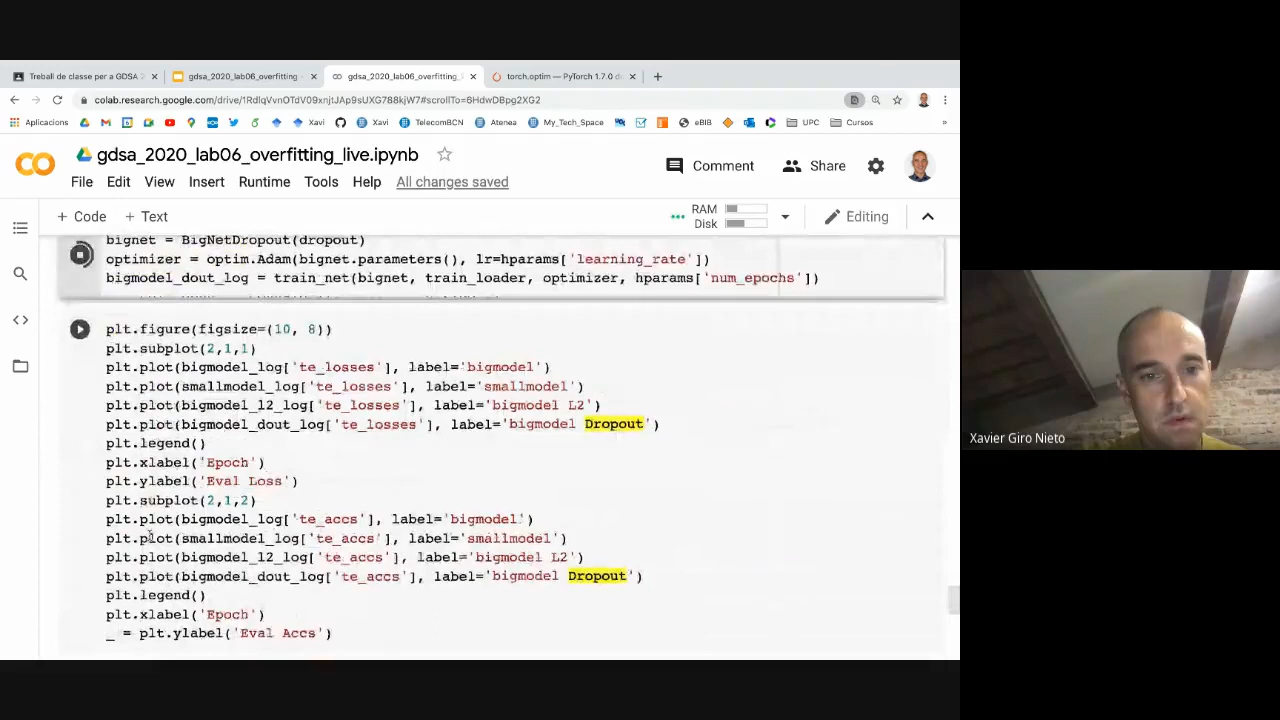 Treball de classe per a GDSA 2
gdsa_2020_lab06_overfitting
gdsa_2020_lab06_overfitting_l
torch.optim — PyTorch 1.7.0 d
colab.research.google.com/drive/1RdlqVvnOTdV09xnjtJAp9sUXG788kjW7#scrollTo=6HdwDBpg2XG2
Aplicacions
Xavi
Xavi
TelecomBCN
Atenea
My_Tech_Space
eBIB
UPC
Cursos
»
gdsa_2020_lab06_overfitting_live.ipynb
Comment
Share
File Edit View Insert Runtime Tools Help All changes saved
+ Code + Text
RAM
Disk
Editing
bignet = BigNetDropout(dropout)
optimizer = optim.Adam(bignet.parameters(), lr=hparams['learning_rate'])
bigmodel_dout_log = train_net(bignet, train_loader, optimizer, hparams['num_epochs'])
plt.figure(figsize=(10, 8))
plt.subplot(2,1,1)
plt.plot(bigmodel_log['te_losses'], label='bigmodel')
plt.plot(smallmodel_log['te_losses'], label='smallmodel')
plt.plot(bigmodel_l2_log['te_losses'], label='bigmodel L2')
plt.plot(bigmodel_dout_log['te_losses'], label='bigmodel Dropout')
plt.legend()
plt.xlabel('Epoch')
plt.ylabel('Eval Loss')
plt.subplot(2,1,2)
plt.plot(bigmodel_log['te_accs'], label='bigmodel')
plt.plot(smallmodel_log['te_accs'], label='smallmodel')
plt.plot(bigmodel_l2_log['te_accs'], label='bigmodel L2')
plt.plot(bigmodel_dout_log['te_accs'], label='bigmodel Dropout')
plt.legend()
plt.xlabel('Epoch')
_ = plt.ylabel('Eval Accs')
Xavier Giro Nieto